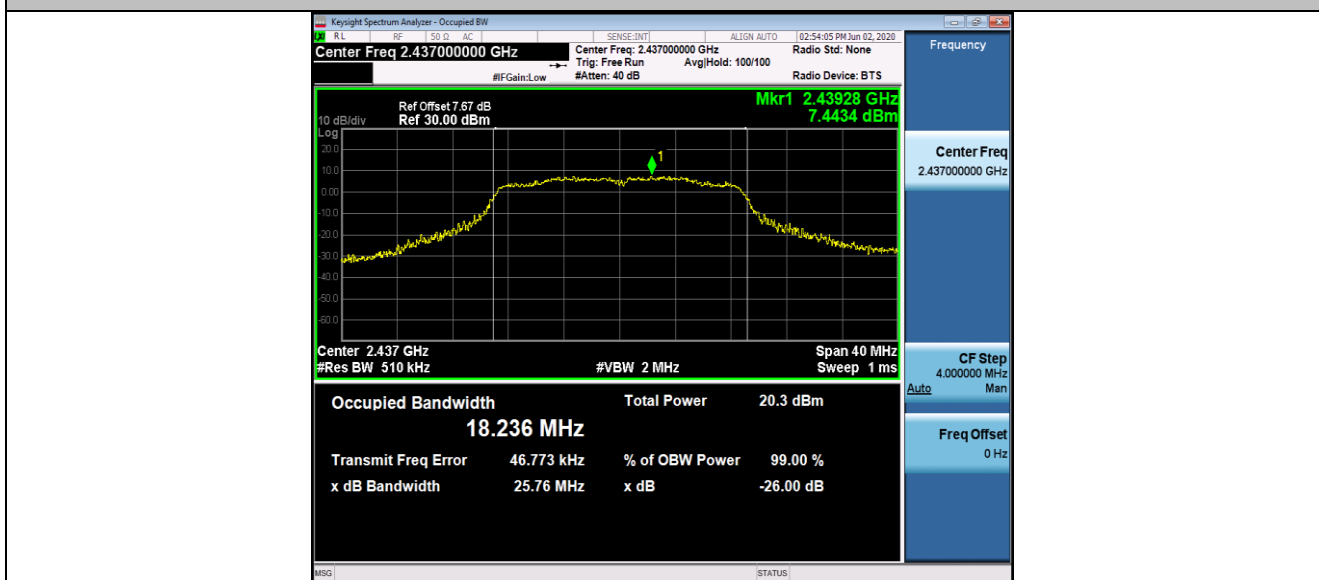 Keysight Spectrum Analyzer - Occupied BW
RL RF 50 Ω AC SENSE:INT ALIGN AUTO 02:54:05 PM Jun 02, 2020
Center Freq 2.437000000 GHz
Center Freq: 2.437000000 GHz Radio Std: None
Trig: Free Run Avg|Hold: 100/100
#IFGain:Low #Atten: 40 dB Radio Device: BTS
Frequency
Mkr1 2.43928 GHz
7.4434 dBm
Ref Offset 7.67 dB
10 dB/div Ref 30.00 dBm
Log
20.0
10.0
0.00
-10.0
-20.0
-30.0
-40.0
-50.0
-60.0
1
Center 2.437 GHz Span 40 MHz
#Res BW 510 kHz #VBW 2 MHz Sweep 1 ms
Occupied Bandwidth Total Power 20.3 dBm
18.236 MHz
Transmit Freq Error 46.773 kHz % of OBW Power 99.00 %
x dB Bandwidth 25.76 MHz x dB -26.00 dB
Center Freq
2.437000000 GHz
CF Step
4.000000 MHz
Auto Man
Freq Offset
0 Hz
MSG STATUS